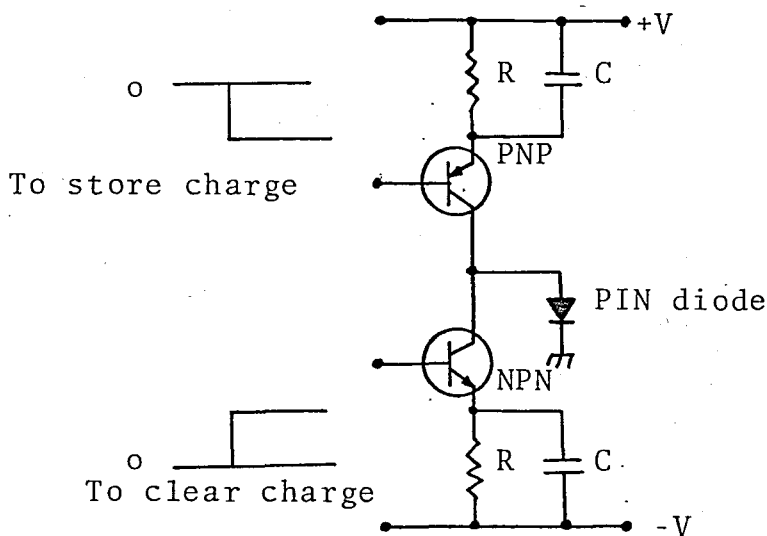 +V
R
C
o
PNP
To store charge
PIN diode
NPN
o
R
C
To clear charge
-V